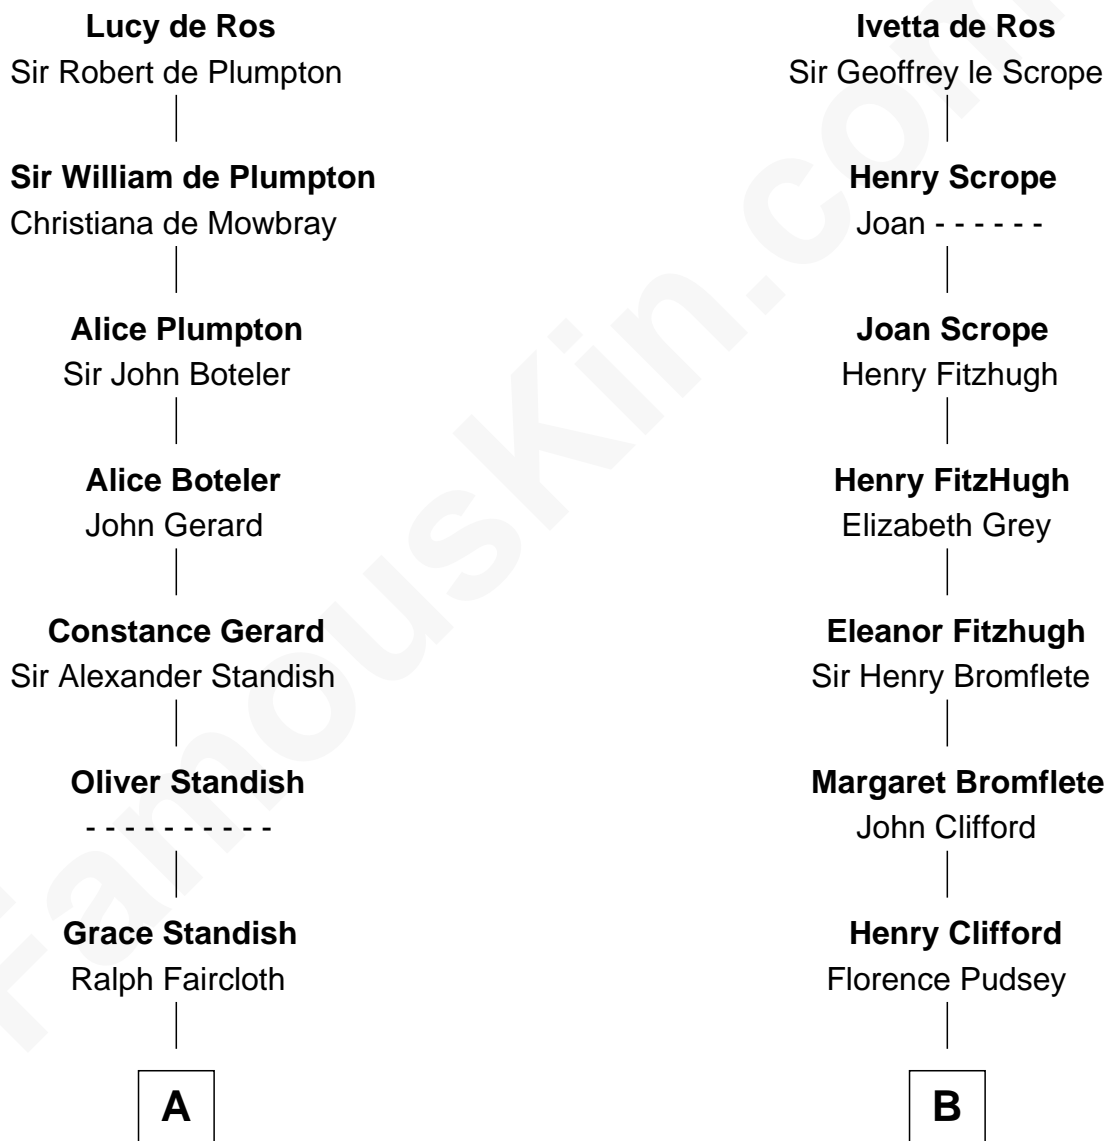 Lucy de Ros
Sir Robert de Plumpton
Sir William de Plumpton
Christiana de Mowbray
Alice Plumpton
Sir John Boteler
Alice Boteler
John Gerard
Constance Gerard
Sir Alexander Standish
Oliver Standish
- - - - - - - - - -
Grace Standish
Ralph Faircloth
A
Ivetta de Ros
Sir Geoffrey le Scrope
Henry Scrope
Joan - - - - - -
Joan Scrope
Henry Fitzhugh
Henry FitzHugh
Elizabeth Grey
Eleanor Fitzhugh
Sir Henry Bromflete
Margaret Bromflete
John Clifford
Henry Clifford
Florence Pudsey
B
FamousKin.com